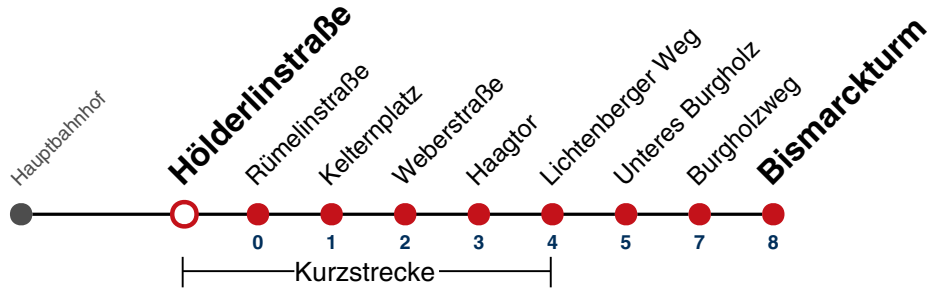 Hauptbahnhof
Hölderlinstraße
Rümelinstraße
Kelternplatz
Weberstraße
Haagtor
Lichtenberger Weg
Unteres Burgholz
Burgholzweg
Bismarckturm
0 1 2 3 4 5 7 8
Kurzstrecke